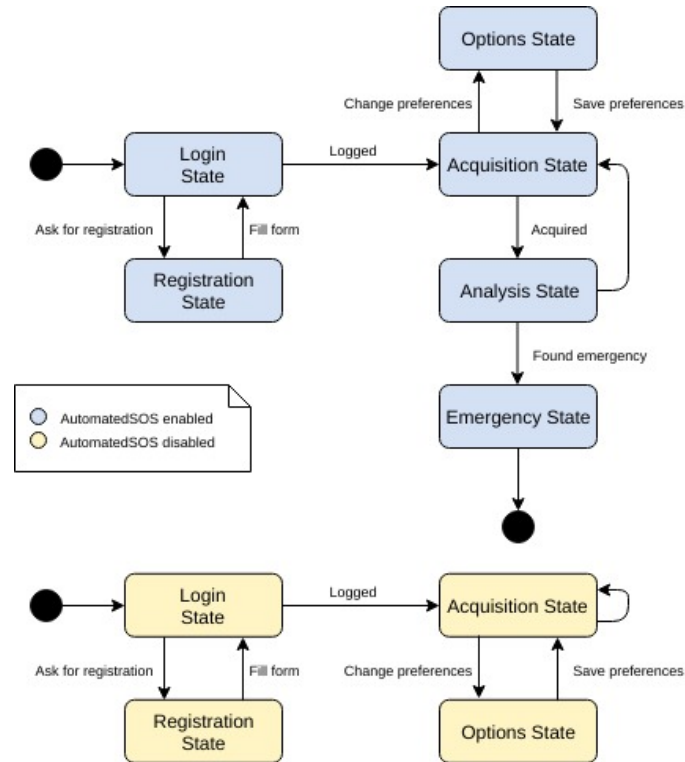 Options State
Change preferences
Save preferences
Login
State
Logged
Acquisition State
Ask for registration
Fill form
Acquired
Registration
State
Analysis State
Found emergency
AutomatedSOS enabled
AutomatedSOS disabled
Emergency State
Login
State
Logged
Acquisition State
Ask for registration
Fill form
Change preferences
Save preferences
Registration
State
Options State